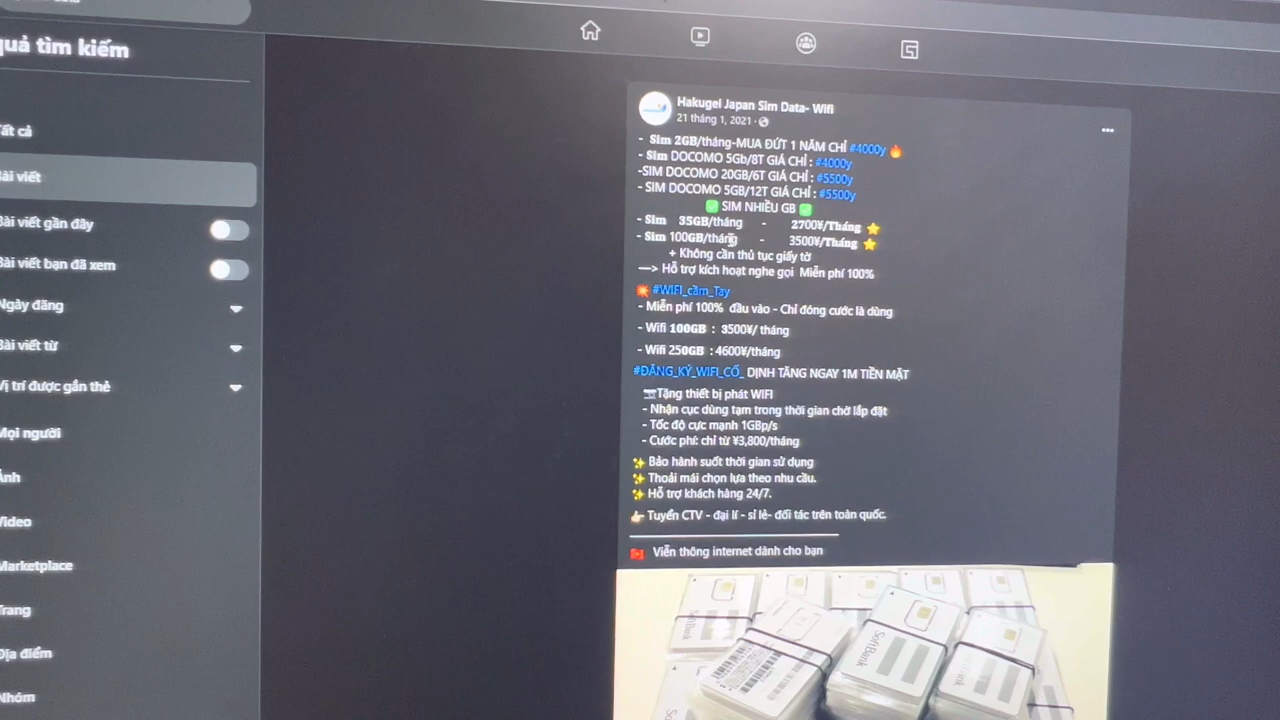 quả tìm kiếm
Tất cả
Bài viết
Bài viết gần đây
Bài viết bạn đã xem
Ngày đăng
Bài viết từ
Vị trí được gắn thẻ
Mọi người
Ảnh
Video
Marketplace
Trang
Địa điểm
Nhóm
Hakugei Japan Sim Data- Wifi
21 tháng 1, 2021
- Sim 2GB/tháng-MUA ĐỨT 1 NĂM CHỈ #4000y 🔥
- Sim DOCOMO 5Gb/8T GIÁ CHỈ : #4000y
-SIM DOCOMO 20GB/6T GIÁ CHỈ : #5500y
- SIM DOCOMO 5GB/12T GIÁ CHỈ : #5500y
✅ SIM NHIỀU GB ✅
- Sim 35GB/tháng - 2700¥/Tháng ⭐
- Sim 100GB/tháng - 3500¥/Tháng ⭐
+ Không cần thủ tục giấy tờ
—> Hỗ trợ kích hoạt nghe gọi Miễn phí 100%
💥 #WIFI_cầm_Tay
- Miễn phí 100% đầu vào - Chỉ đóng cước là dùng
- Wifi 100GB : 3500¥/ tháng
- Wifi 250GB : 4600¥/tháng
#ĐĂNG_KÝ_WIFI_CỐ_ DỊNH TĂNG NGAY 1M TIỀN MẶT
Tặng thiết bị phát WIFI
- Nhận cục dùng tạm trong thời gian chờ lắp đặt
- Tốc độ cực mạnh 1GBp/s
- Cước phí: chỉ từ ¥3,800/tháng
✨ Bảo hành suốt thời gian sử dụng
✨ Thoải mái chọn lựa theo nhu cầu.
✨ Hỗ trợ khách hàng 24/7.
👉 Tuyển CTV - đại lí - sỉ lẻ- đối tác trên toàn quốc.
Viễn thông internet dành cho bạn
SoftBank
SoftBank